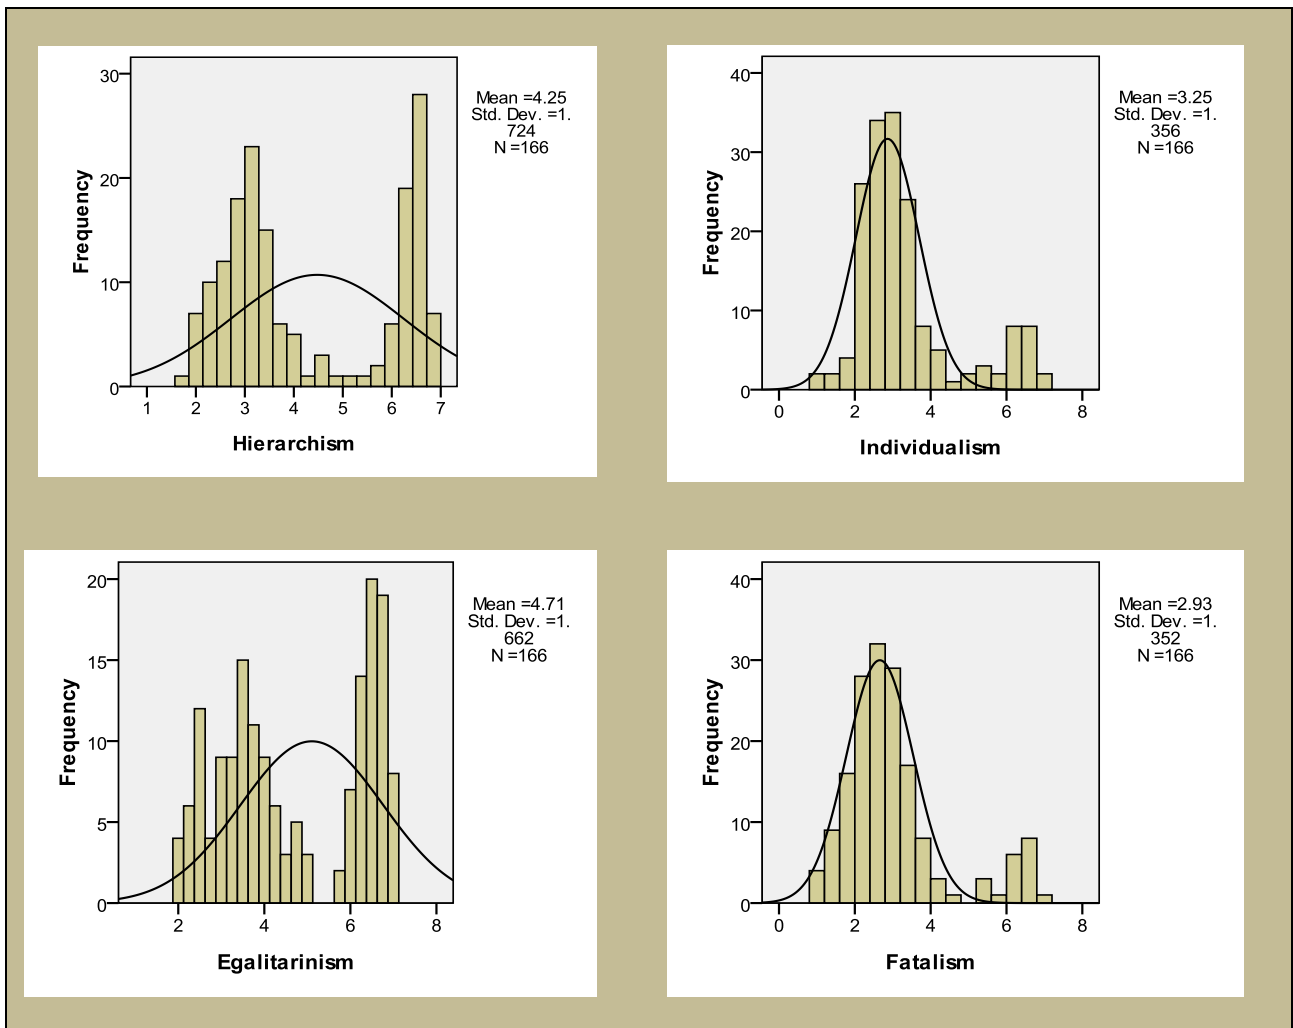 30
20
10
0
Frequency
1 2 3 4 5 6 7
Hierarchism
Mean =4.25
Std. Dev. =1.
724
N =166
40
30
20
10
0
Frequency
0 2 4 6 8
Individualism
Mean =3.25
Std. Dev. =1.
356
N =166
20
15
10
5
0
Frequency
2 4 6 8
Egalitarinism
Mean =4.71
Std. Dev. =1.
662
N =166
40
30
20
10
0
Frequency
0 2 4 6 8
Fatalism
Mean =2.93
Std. Dev. =1.
352
N =166